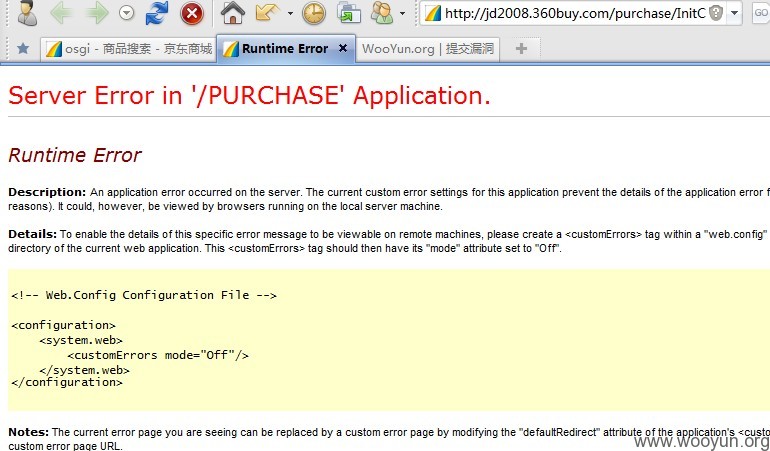 http://jd2008.360buy.com/purchase/InitC
GO
osgi - 商品搜索 - 京东商城
Runtime Error
WooYun.org | 提交漏洞
Server Error in '/PURCHASE' Application.
Runtime Error
Description: An application error occurred on the server. The current custom error settings for this application prevent the details of the application error f
reasons). It could, however, be viewed by browsers running on the local server machine.
Details: To enable the details of this specific error message to be viewable on remote machines, please create a <customErrors> tag within a "web.config"
directory of the current web application. This <customErrors> tag should then have its "mode" attribute set to "Off".
<!-- Web.Config Configuration File -->
<configuration>
<system.web>
<customErrors mode="Off"/>
</system.web>
</configuration>
Notes: The current error page you are seeing can be replaced by a custom error page by modifying the "defaultRedirect" attribute of the application's <custo
custom error page URL.
www.wooyun.org